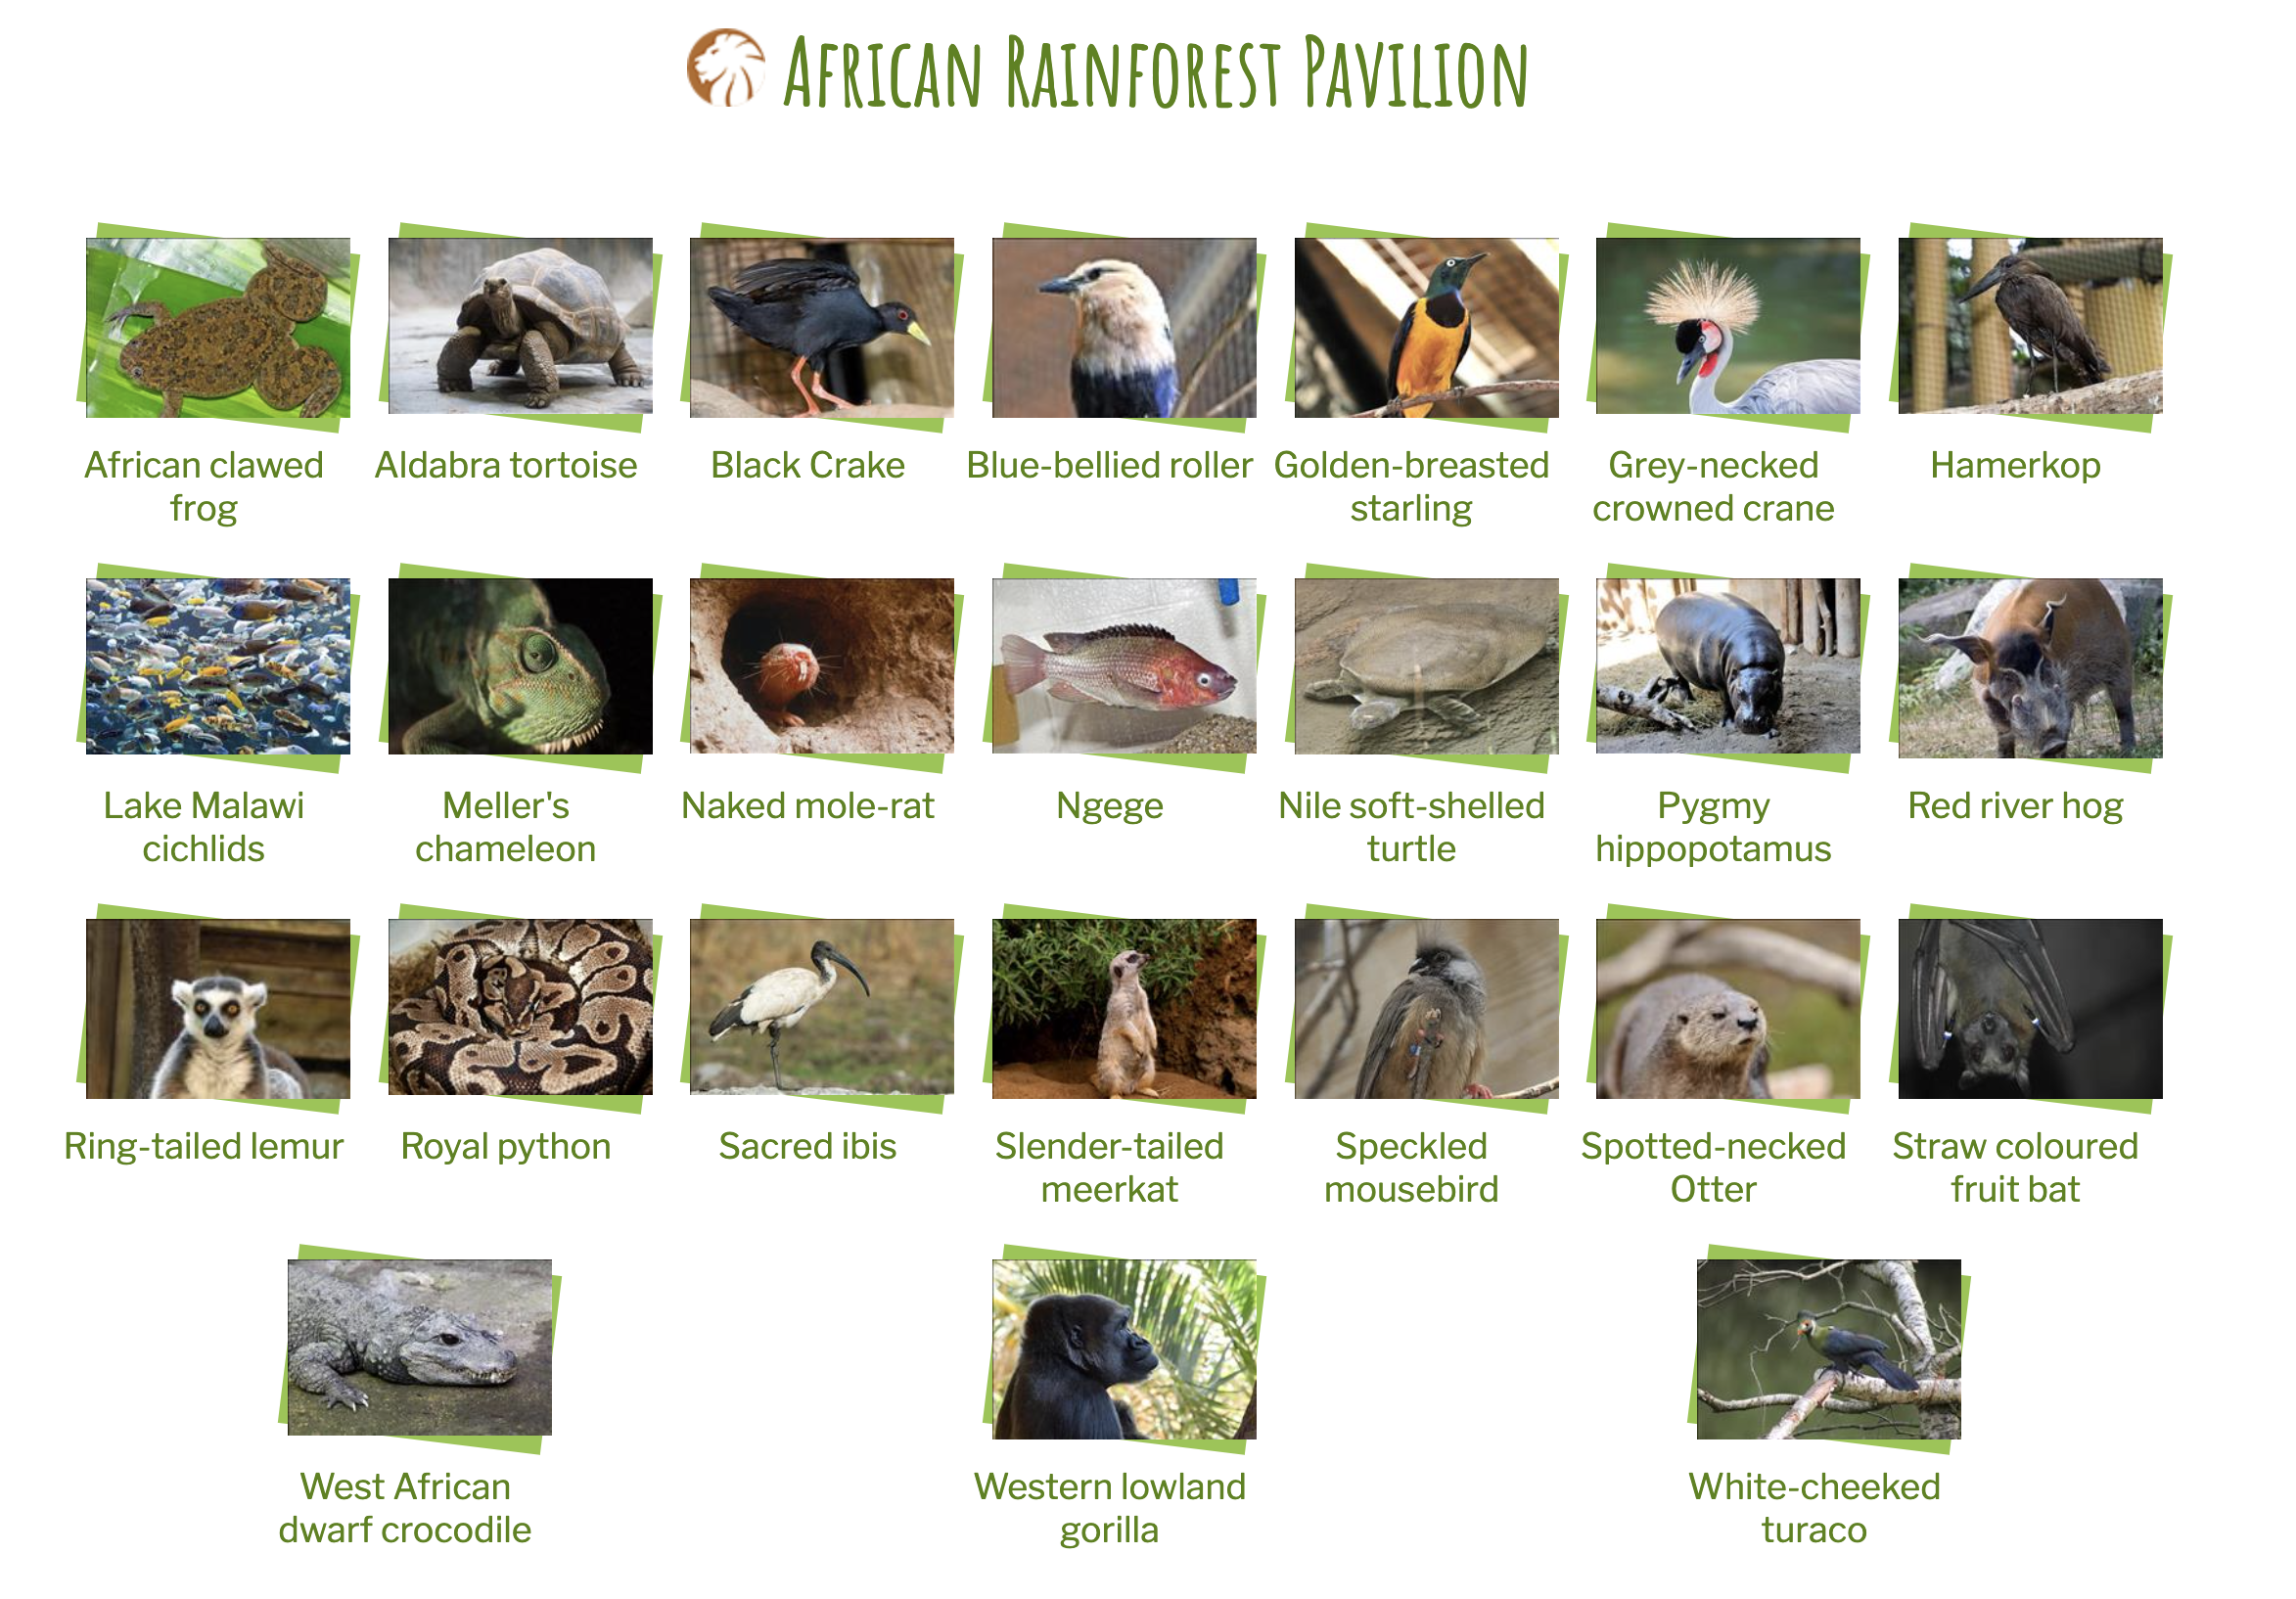 African Rainforest Pavilion
African clawed
frog
Aldabra tortoise
Black Crake
Blue-bellied roller
Golden-breasted
starling
Grey-necked
crowned crane
Hamerkop
Lake Malawi
cichlids
Meller's
chameleon
Naked mole-rat
Ngege
Nile soft-shelled
turtle
Pygmy
hippopotamus
Red river hog
Ring-tailed lemur
Royal python
Sacred ibis
Slender-tailed
meerkat
Speckled
mousebird
Spotted-necked
Otter
Straw coloured
fruit bat
West African
dwarf crocodile
Western lowland
gorilla
White-cheeked
turaco